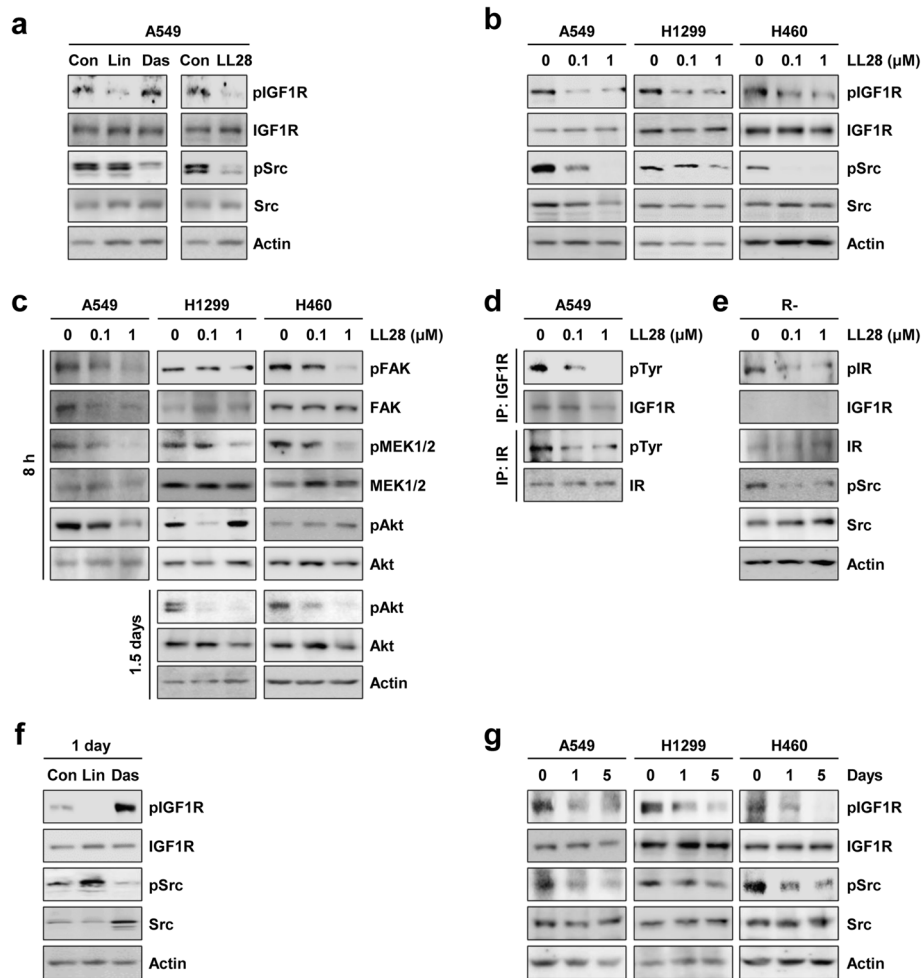 a
A549
Con Lin Das Con LL28
pIGF1R
IGF1R
pSrc
Src
Actin
b
A549 H1299 H460
0 0.1 1 0 0.1 1 0 0.1 1 LL28 (µM)
pIGF1R
IGF1R
pSrc
Src
Actin
c
A549 H1299 H460
0 0.1 1 0 0.1 1 0 0.1 1 LL28 (µM)
8 h
pFAK
FAK
pMEK1/2
MEK1/2
pAkt
Akt
1.5 days
pAkt
Akt
Actin
d
A549
0 0.1 1 LL28 (µM)
IP: IGF1R
pTyr
IGF1R
IP: IR
pTyr
IR
e
R-
0 0.1 1 LL28 (µM)
pIR
IGF1R
IR
pSrc
Src
Actin
f
1 day
Con Lin Das
pIGF1R
IGF1R
pSrc
Src
Actin
g
A549 H1299 H460
0 1 5 0 1 5 0 1 5 Days
pIGF1R
IGF1R
pSrc
Src
Actin